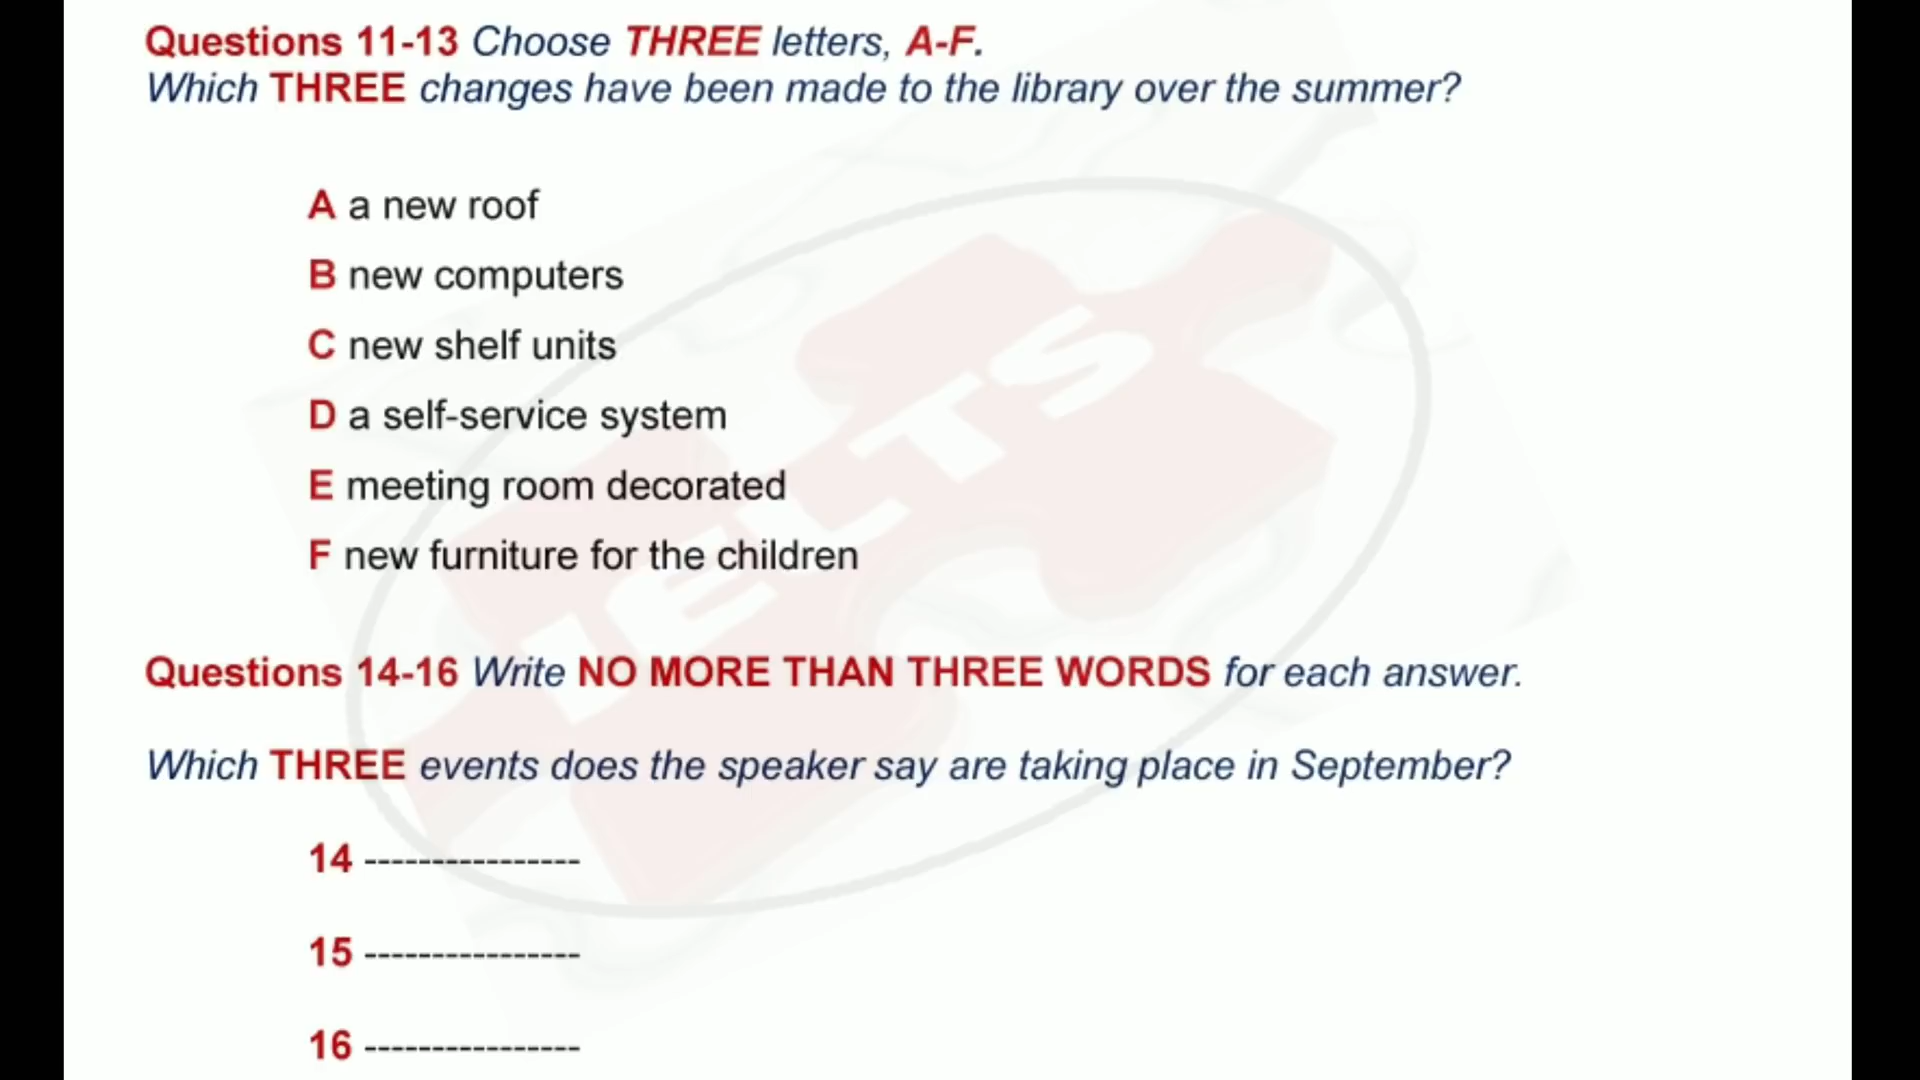 Questions 11-13 Choose THREE letters, A-F.
Which THREE changes have been made to the library over the summer?
A a new roof
B new computers
C new shelf units
D a self-service system
E meeting room decorated
F new furniture for the children
IELTS
Questions 14-16 Write NO MORE THAN THREE WORDS for each answer.
Which THREE events does the speaker say are taking place in September?
14 ----------------
15 ----------------
16 ----------------